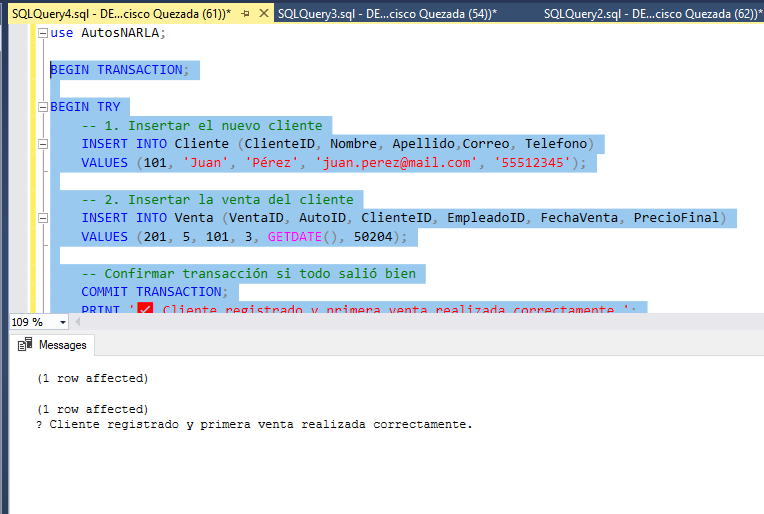 SQLQuery4.sql - DE...cisco Quezada (61))* SQLQuery3.sql - DE...cisco Quezada (54))* SQLQuery2.sql - DE...cisco Quezada (62))*
use AutosNARLA;
BEGIN TRANSACTION;
BEGIN TRY
-- 1. Insertar el nuevo cliente
INSERT INTO Cliente (ClienteID, Nombre, Apellido,Correo, Telefono)
VALUES (101, 'Juan', 'Pérez', 'juan.perez@mail.com', '55512345');
-- 2. Insertar la venta del cliente
INSERT INTO Venta (VentaID, AutoID, ClienteID, EmpleadoID, FechaVenta, PrecioFinal)
VALUES (201, 5, 101, 3, GETDATE(), 50204);
-- Confirmar transacción si todo salió bien
COMMIT TRANSACTION;
PRINT '✅ Cliente registrado y primera venta realizada correctamente.';
109 %
Messages
(1 row affected)
(1 row affected)
? Cliente registrado y primera venta realizada correctamente.